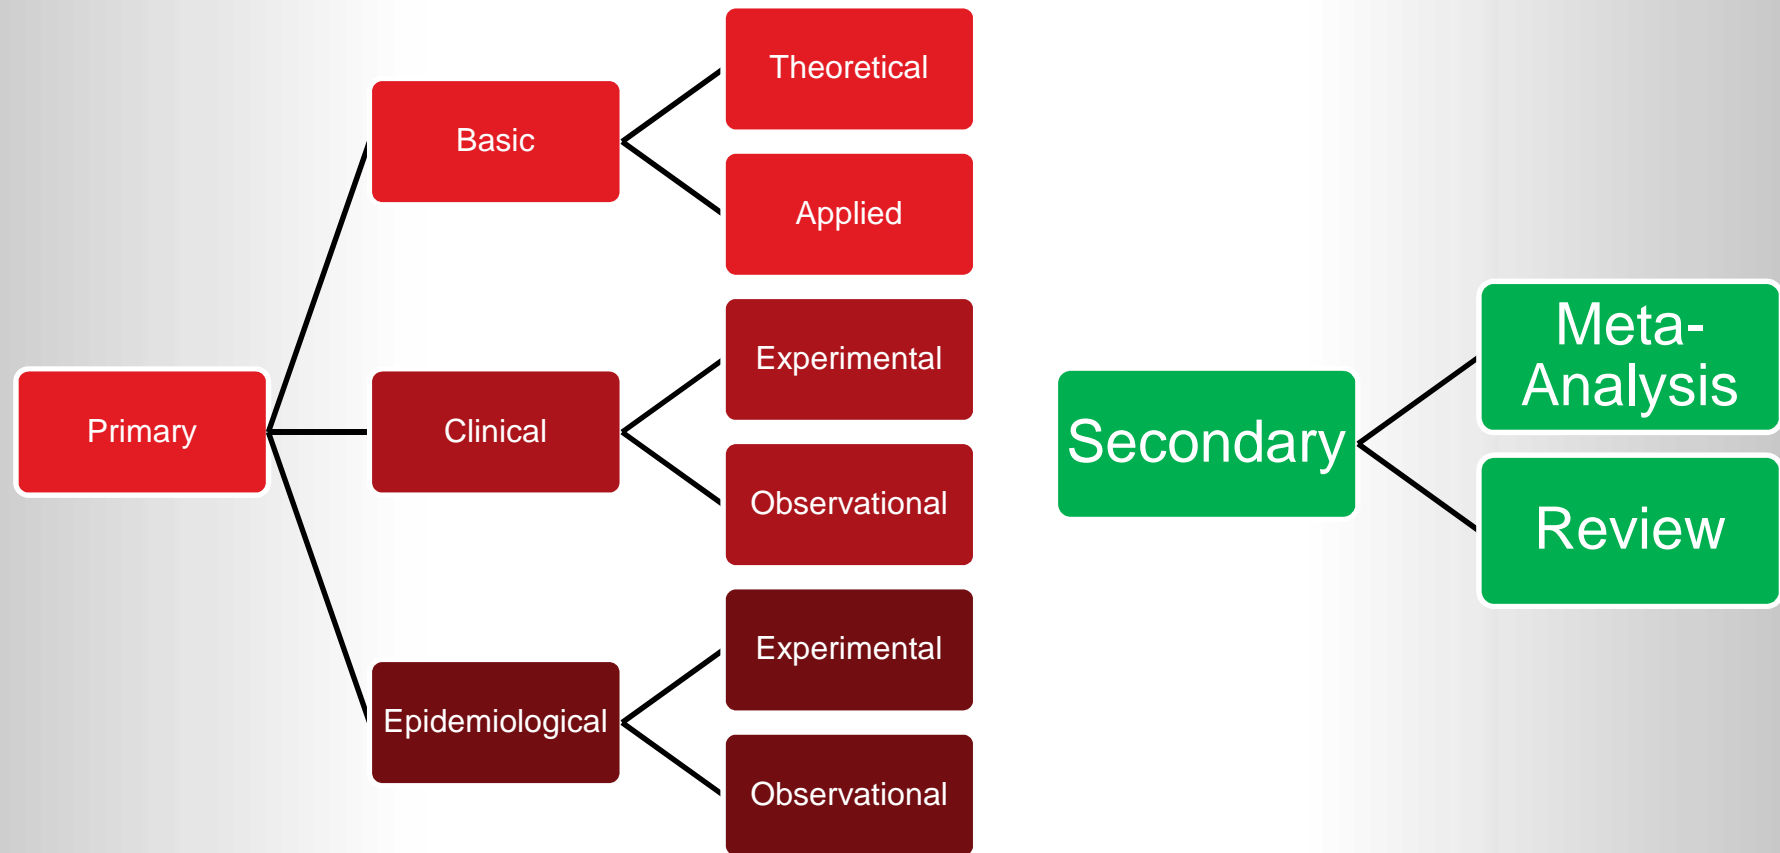 Primary
Basic
Theoretical
Applied
Clinical
Experimental
Observational
Epidemiological
Experimental
Observational
Secondary
Meta-
Analysis
Review